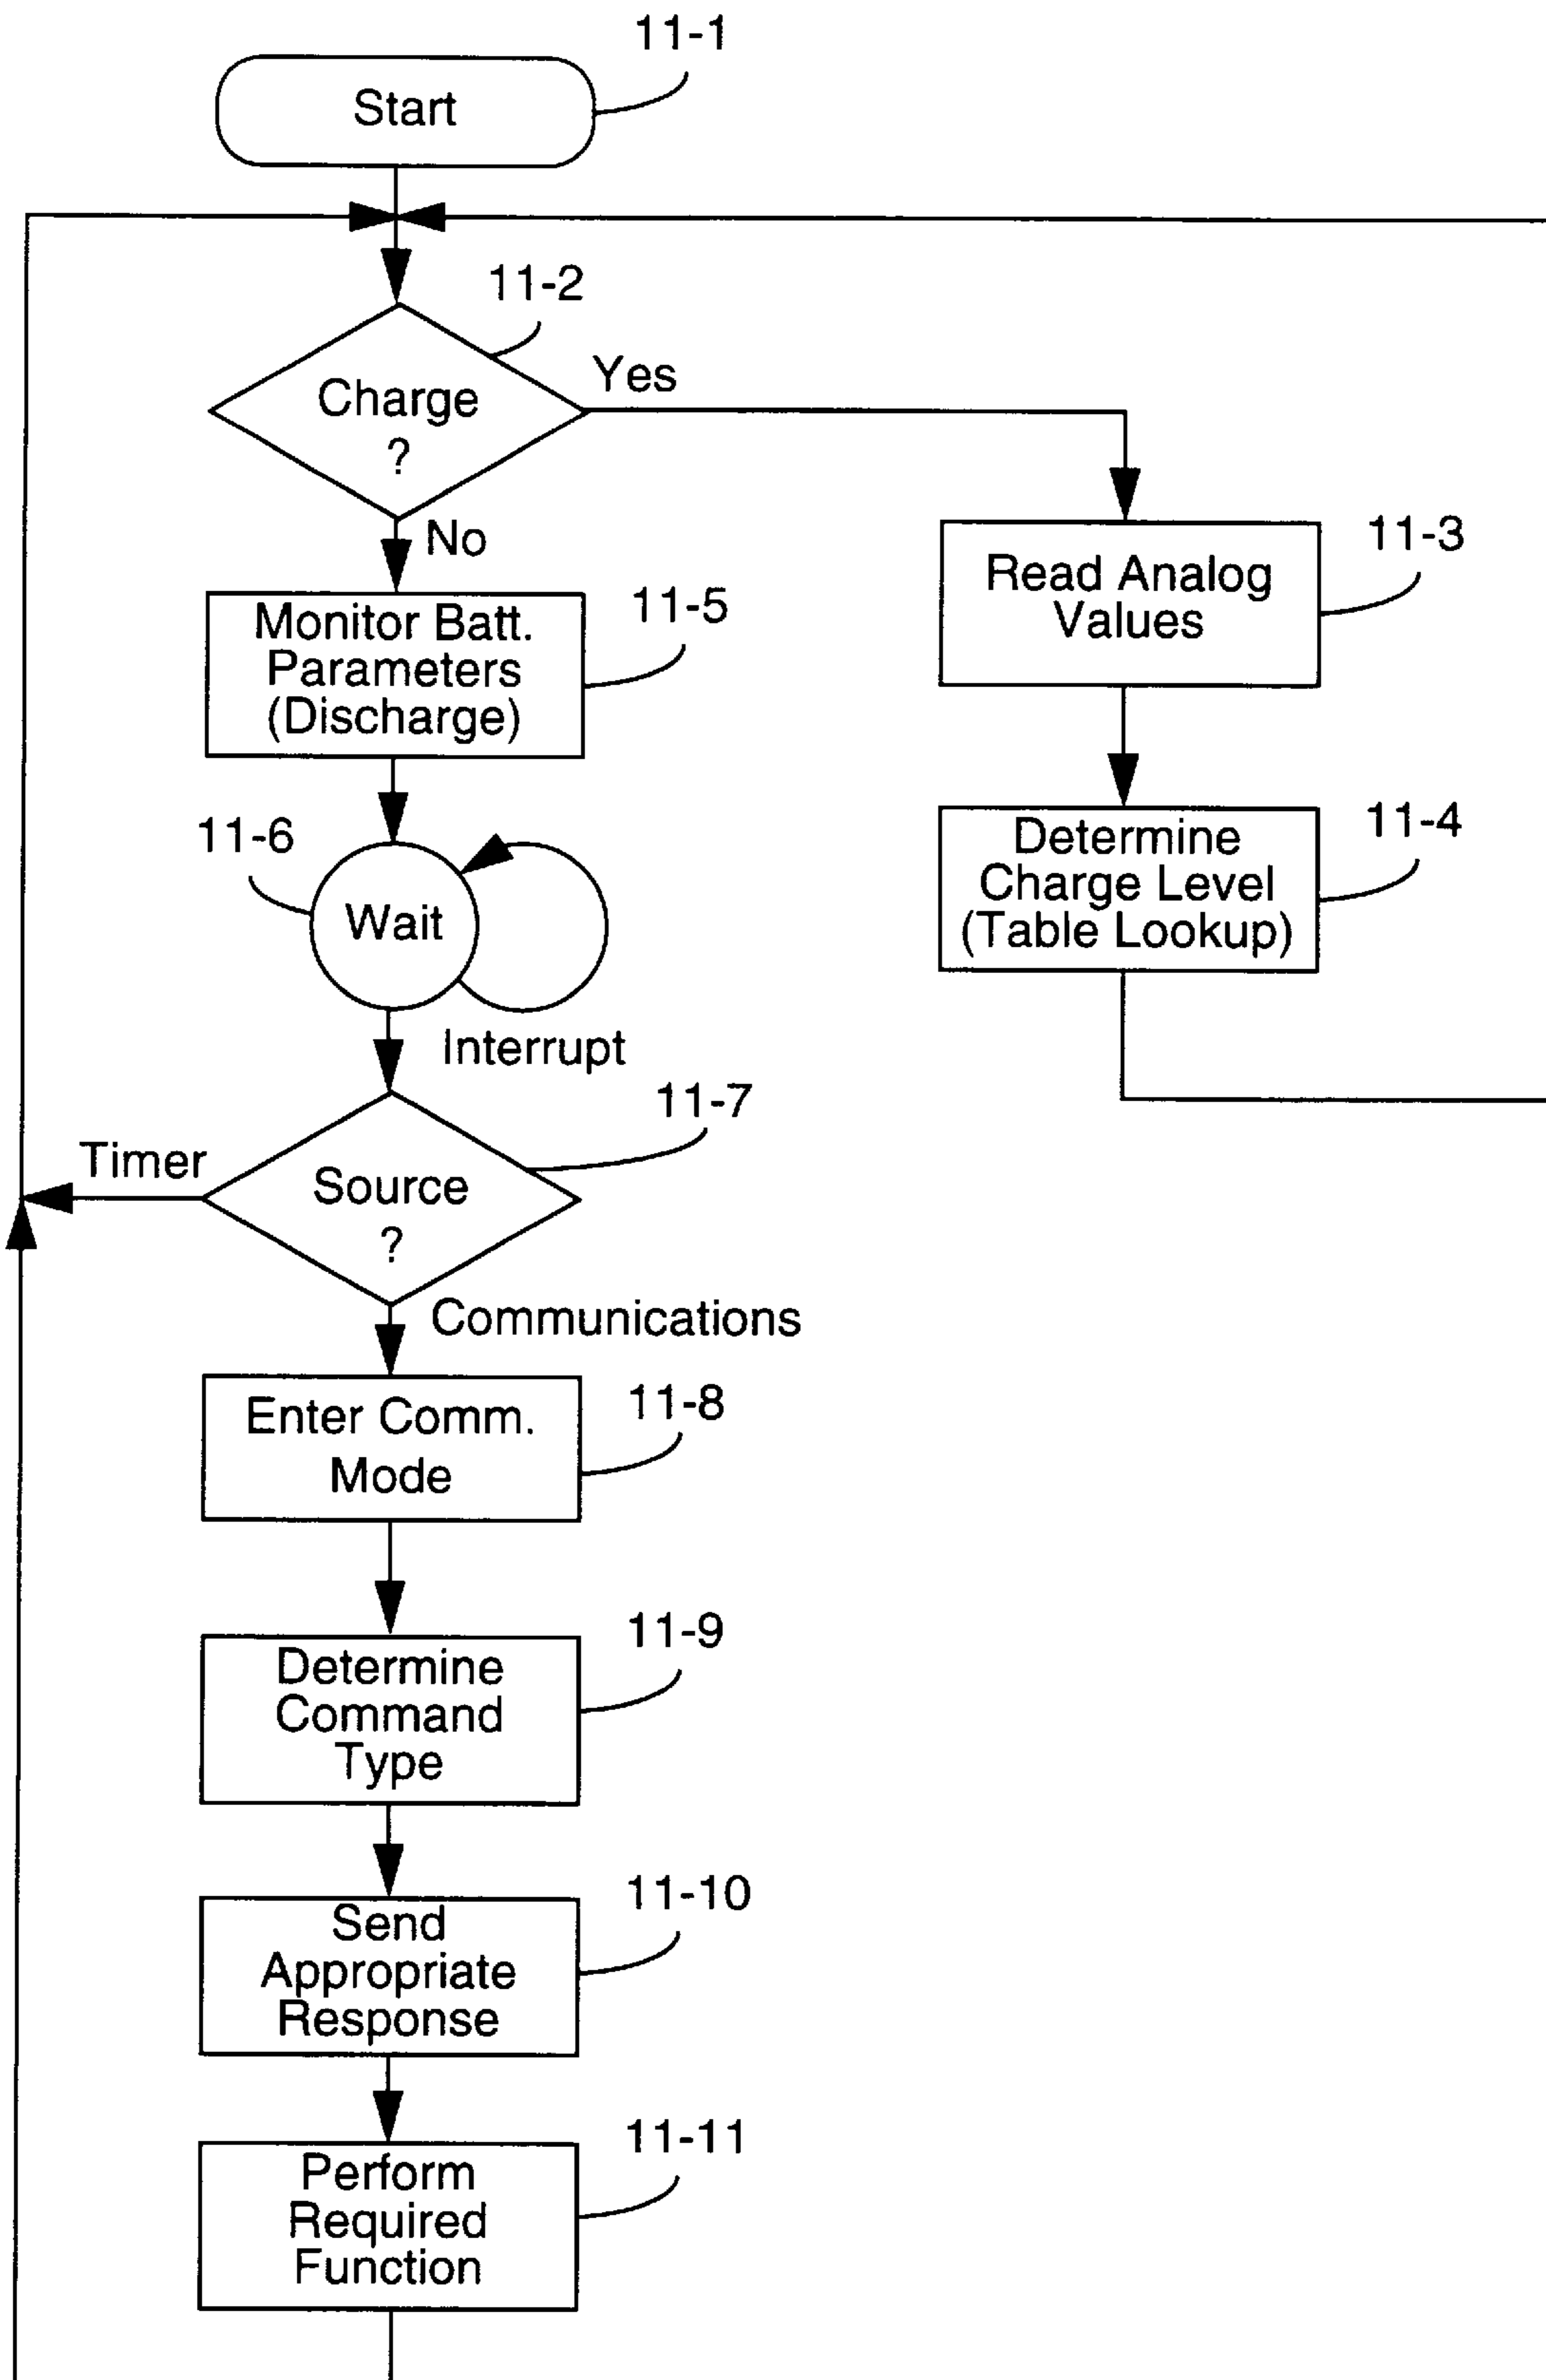 11-1
Start
11-2
Charge
?
Yes
No
11-3
Read Analog
Values
11-5
Monitor Batt.
Parameters
(Discharge)
11-4
Determine
Charge Level
(Table Lookup)
11-6
Wait
Interrupt
11-7
Timer
Source
?
Communications
11-8
Enter Comm.
Mode
11-9
Determine
Command
Type
11-10
Send
Appropriate
Response
11-11
Perform
Required
Function